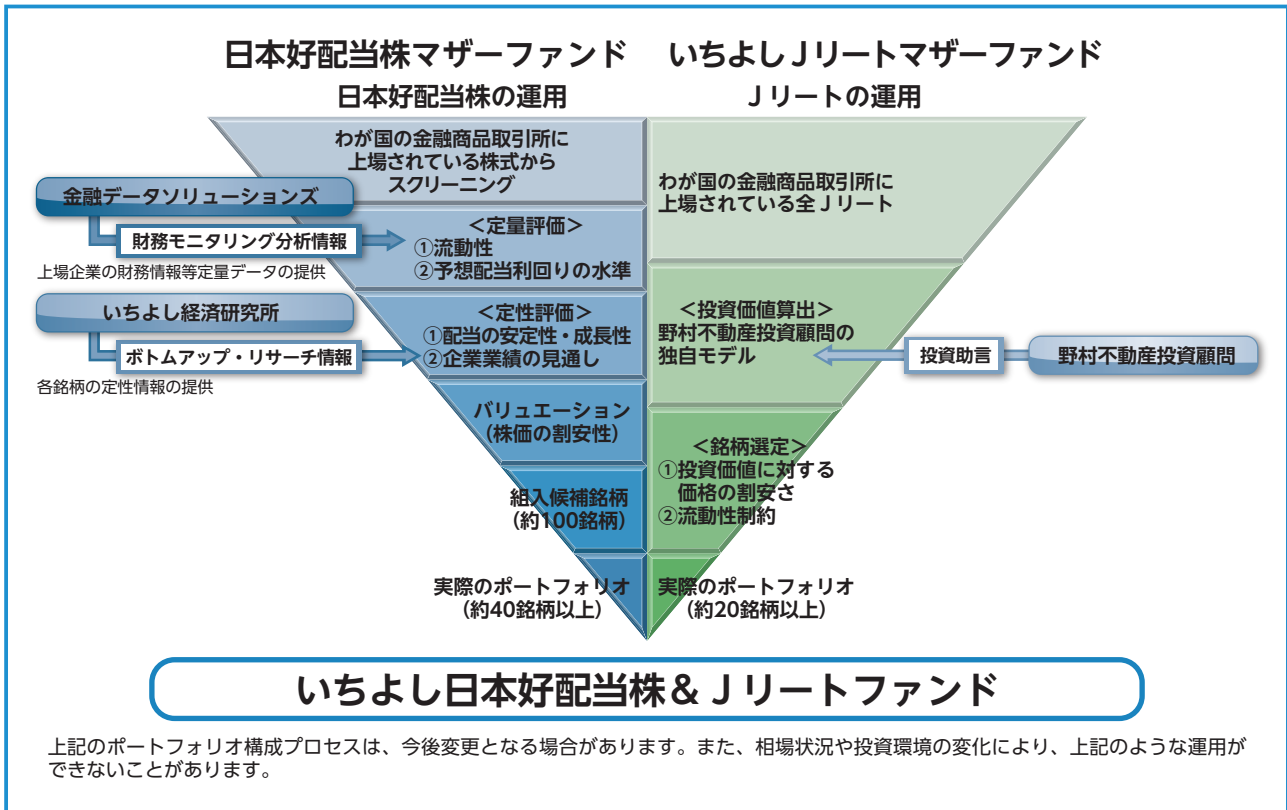 日本好配当株マザーファンド
日本好配当株の運用
わが国の金融商品取引所に
上場されている株式から
スクリーニング
金融データソリューションズ
財務モニタリング分析情報
上場企業の財務情報等定量データの提供
<定量評価>
①流動性
②予想配当利回りの水準
いちよし経済研究所
ボトムアップ・リサーチ情報
各銘柄の定性情報の提供
<定性評価>
①配当の安定性・成長性
②企業業績の見通し
バリュエーション
(株価の割安性)
組入候補銘柄
(約100銘柄)
実際のポートフォリオ
(約40銘柄以上)
いちよしJリートマザーファンド
Jリートの運用
わが国の金融商品取引所に
上場されている全Jリート
<投資価値算出>
野村不動産投資顧問の
独自モデル
投資助言
野村不動産投資顧問
<銘柄選定>
①投資価値に対する
価格の割安さ
②流動性制約
実際のポートフォリオ
(約20銘柄以上)
いちよし日本好配当株&Jリートファンド
上記のポートフォリオ構成プロセスは、今後変更となる場合があります。また、相場状況や投資環境の変化により、上記のような運用が
できないことがあります。